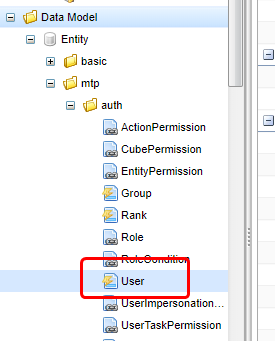 Data Model
Entity
basic
mtp
auth
ActionPermission
CubePermission
EntityPermission
Group
Rank
Role
RoleCondition
User
UserImpersonation...
UserTaskPermission